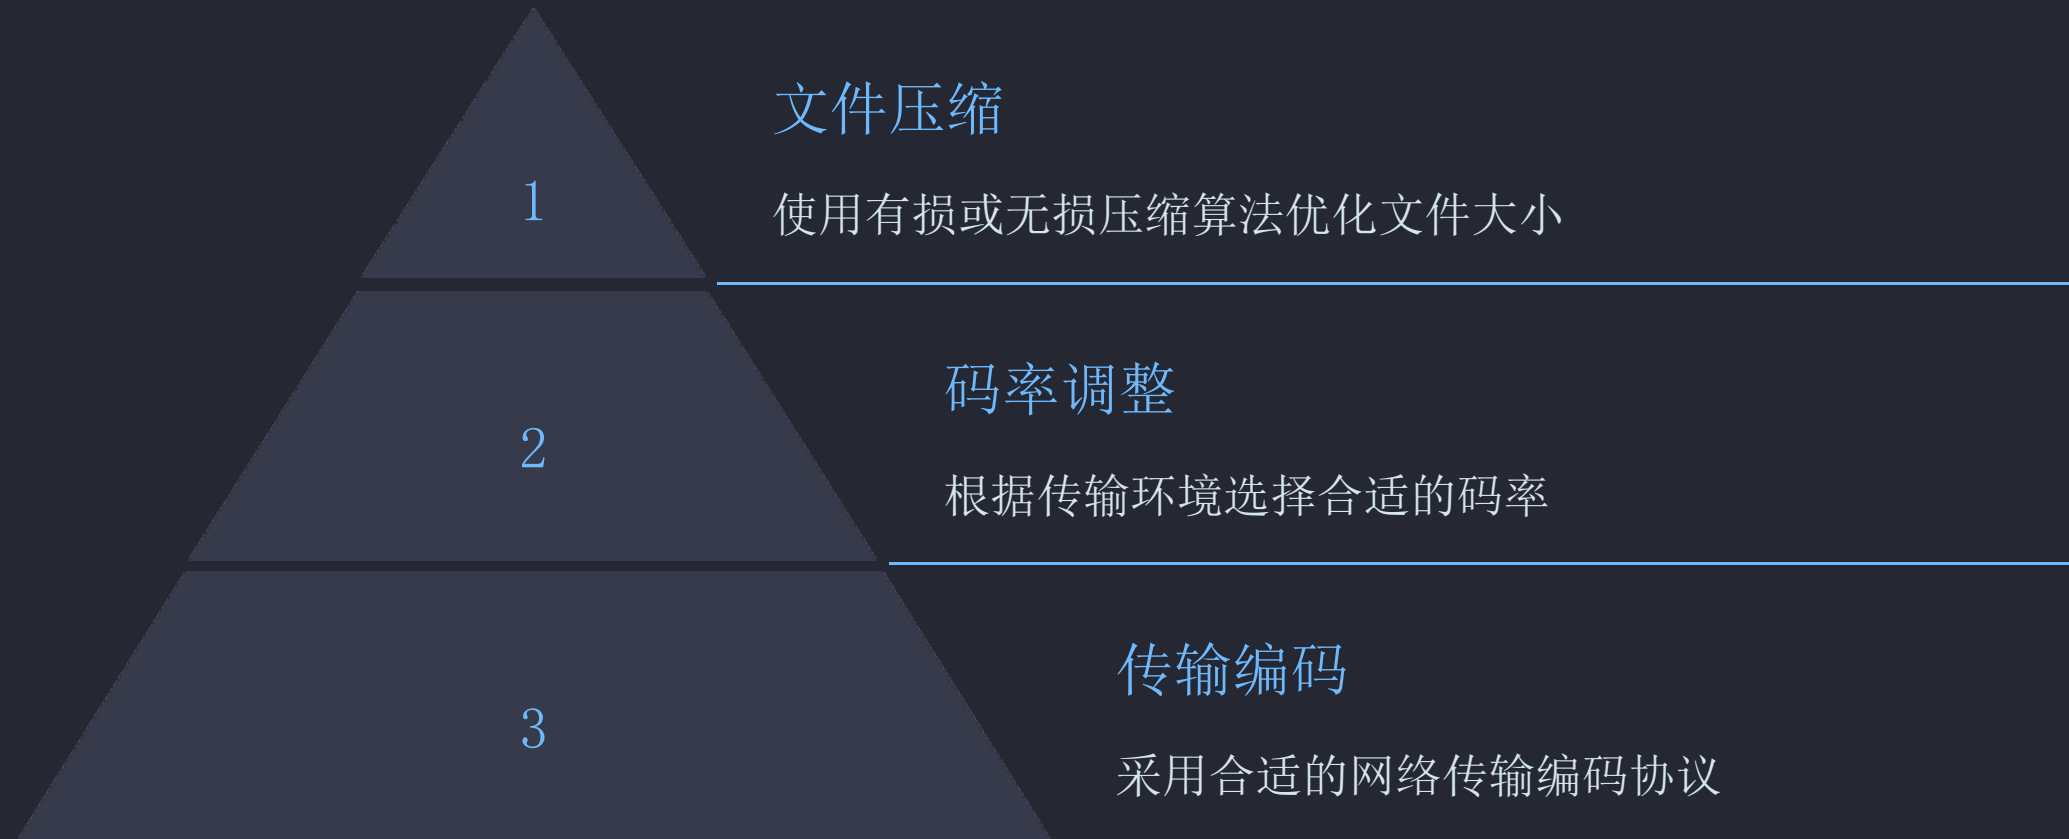 1
文件压缩
使用有损或无损压缩算法优化文件大小
2
码率调整
根据传输环境选择合适的码率
3
传输编码
采用合适的网络传输编码协议